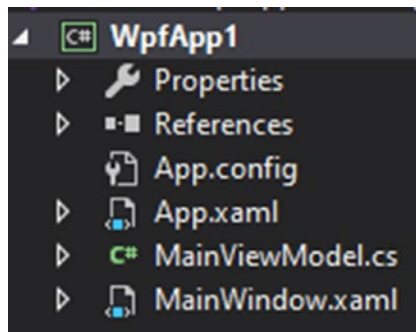 C# WpfApp1
Properties
References
App.config
App.xaml
C# MainViewModel.cs
MainWindow.xaml